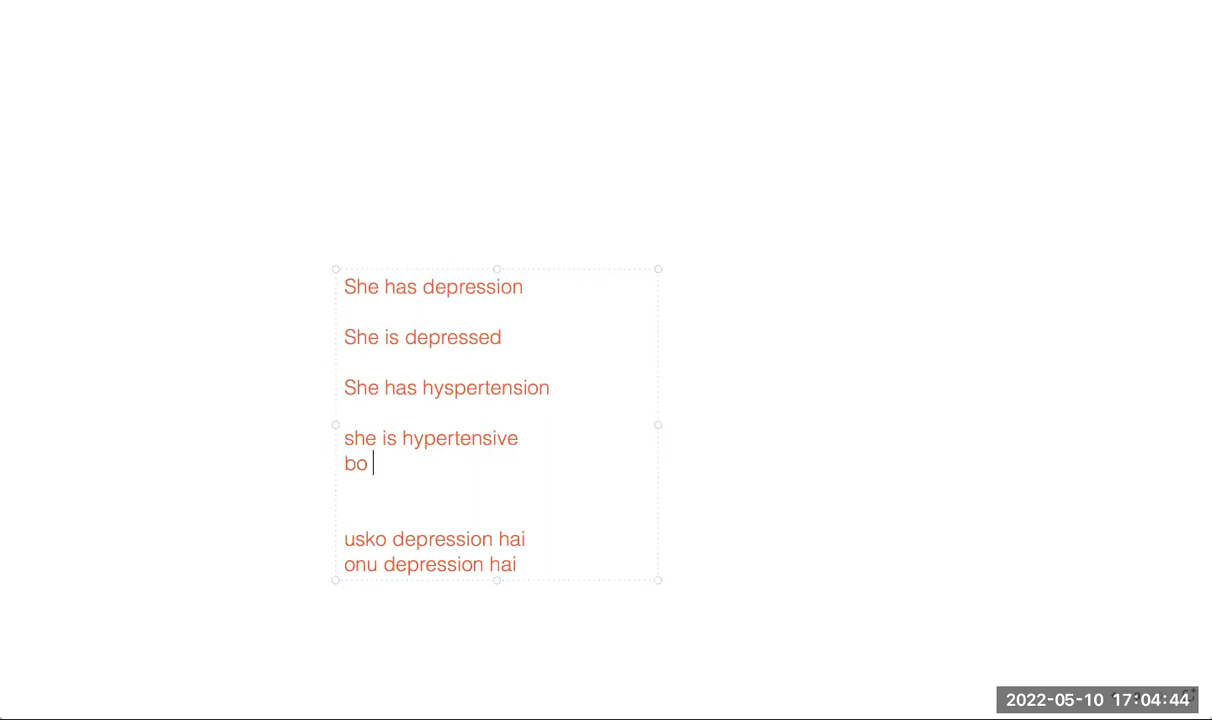 She has depression
She is depressed
She has hyspertension
she is hypertensive
bo
usko depression hai
onu depression hai
2022-05-10 17:04:44